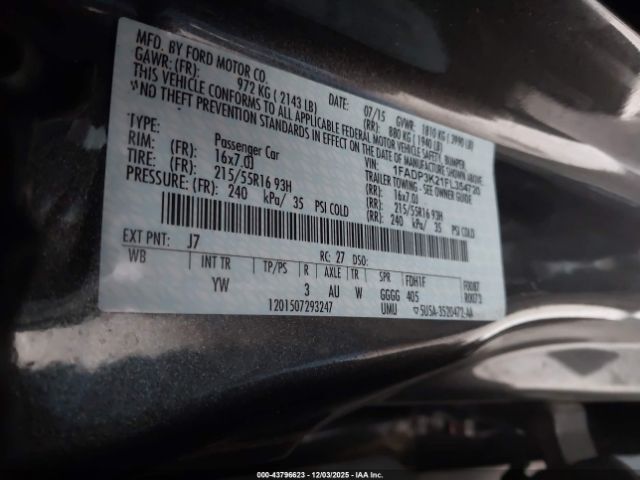 MFD. BY FORD MOTOR CO.
DATE: 07/15 GVWR: 1810 KG ( 3990 LB)
GAWR: (FR): 972 KG ( 2143 LB) (RR): 880 KG ( 1940 LB)
THIS VEHICLE CONFORMS TO ALL APPLICABLE FEDERAL MOTOR VEHICLE SAFETY, BUMPER
*NO THEFT PREVENTION STANDARDS IN EFFECT ON THE DATE OF MANUFACTURE SHOWN ABOVE.
VIN: 1FADP3K21FL354730
TYPE: Passenger Car TRAILER TOWING - SEE OWNER GUIDE
RIM: (FR): 16x7.0J (RR): 16x7.0J
TIRE: (FR): 215/55R16 93H (RR): 215/55R16 93H
PRESSURE: (FR): 240 kPa/ 35 PSI COLD (RR): 240 kPa/ 35 PSI COLD
EXT PNT: J7 RC: 27 DSO:
WB INT TR TP/PS R AXLE TR SPR FDH1F
YW 3 AU W GGGG 405
1201507293247 UMU 5U5A-3520472-AA
000-43796623 - 12/03/2025 - IAA Inc.